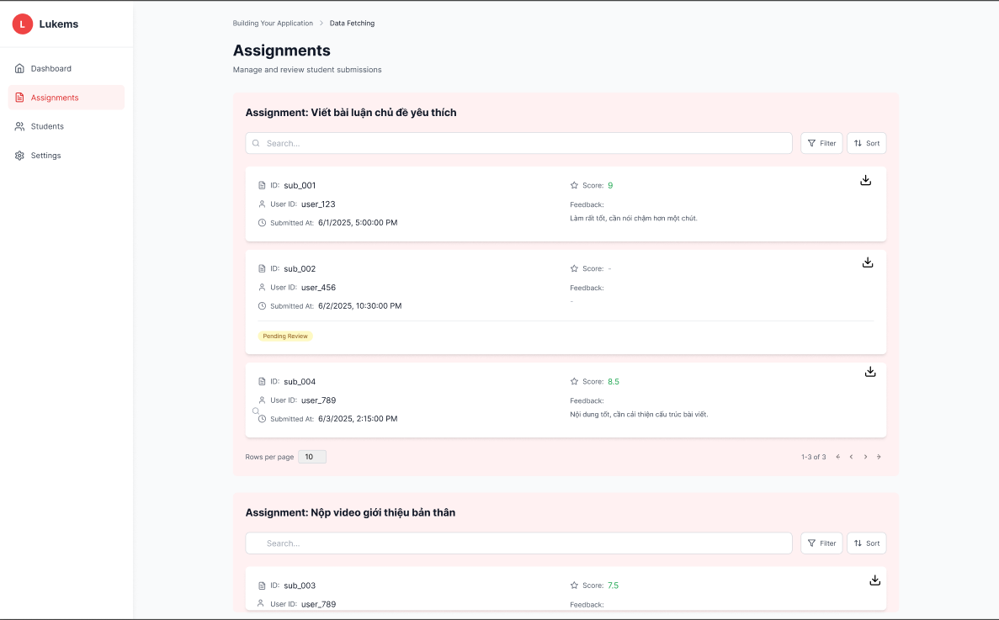 L Lukems
Dashboard
Assignments
Students
Settings
Building Your Application > Data Fetching
Assignments
Manage and review student submissions
Assignment: Viết bài luận chủ đề yêu thích
Search...
Filter
Sort
ID: sub_001
User ID: user_123
Submitted At: 6/1/2025, 5:00:00 PM
Score: 9
Feedback:
Làm rất tốt, cần nói chậm hơn một chút.
ID: sub_002
User ID: user_456
Submitted At: 6/2/2025, 10:30:00 PM
Score: -
Feedback:
-
Pending Review
ID: sub_004
User ID: user_789
Submitted At: 6/3/2025, 2:15:00 PM
Score: 8.5
Feedback:
Nội dung tốt, cần cải thiện cấu trúc bài viết.
Rows per page 10
1-3 of 3
Assignment: Nộp video giới thiệu bản thân
Search...
Filter
Sort
ID: sub_003
User ID: user_789
Score: 7.5
Feedback: